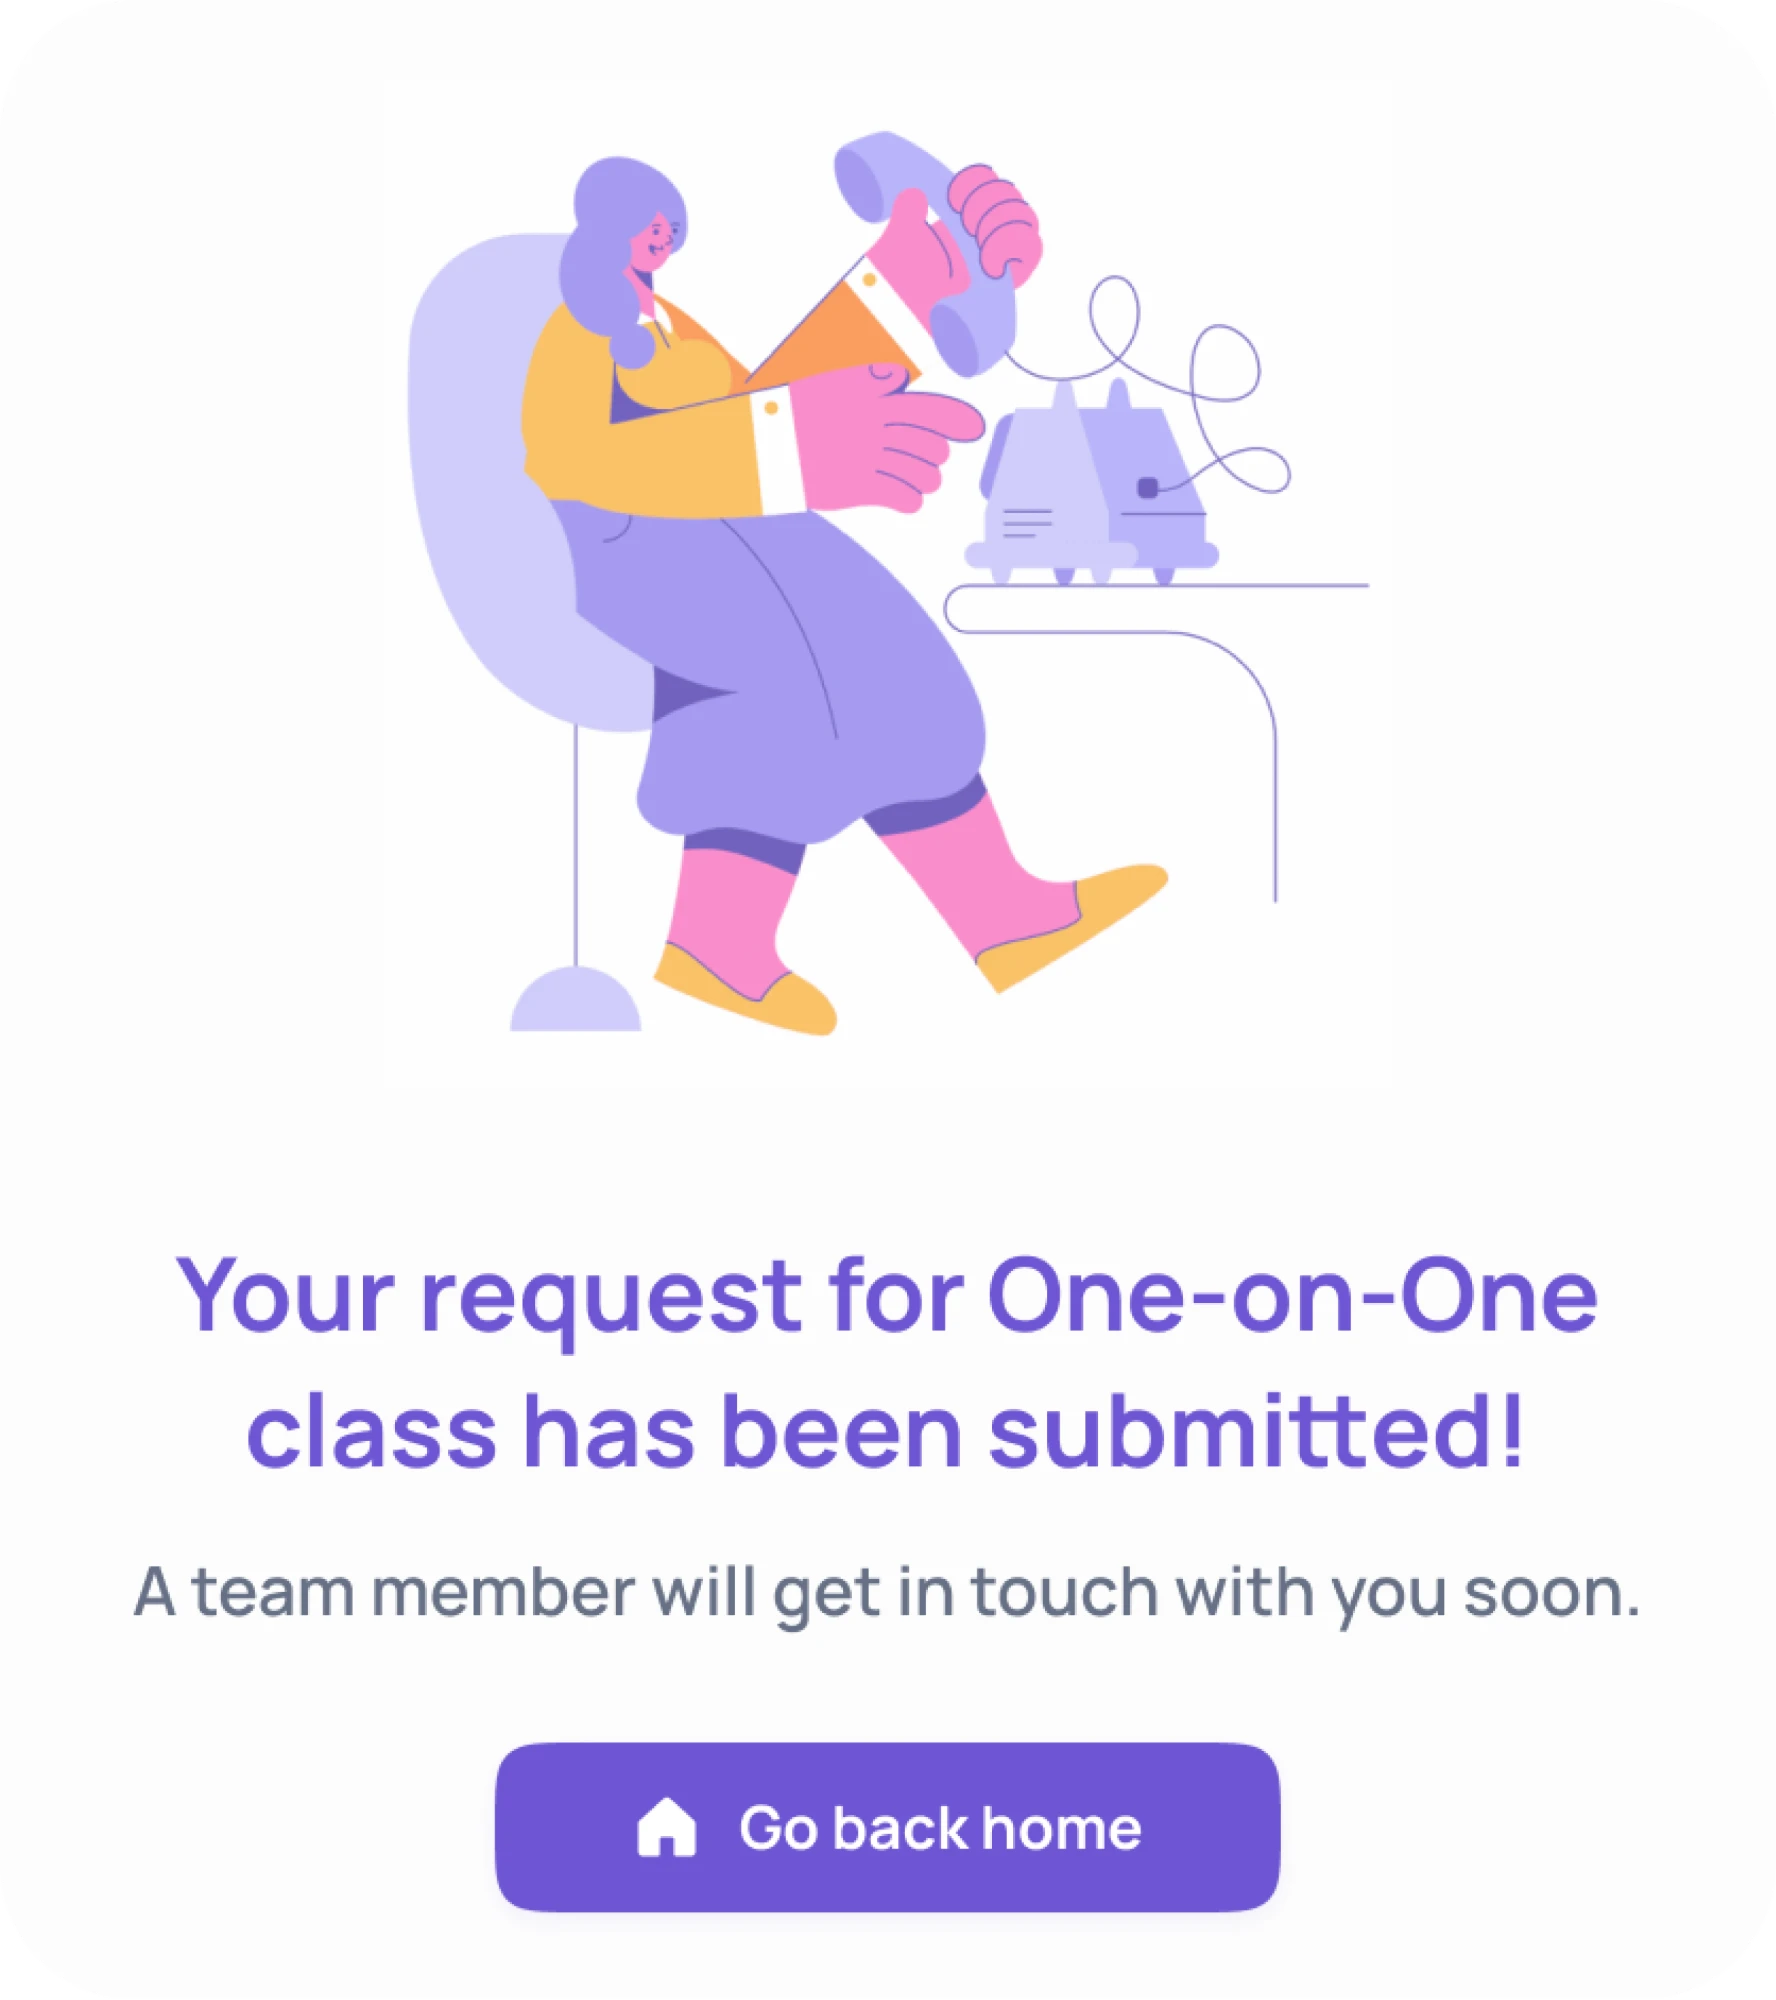 Your request for One-on-One
class has been submitted!
A team member will get in touch with you soon.
Go back home